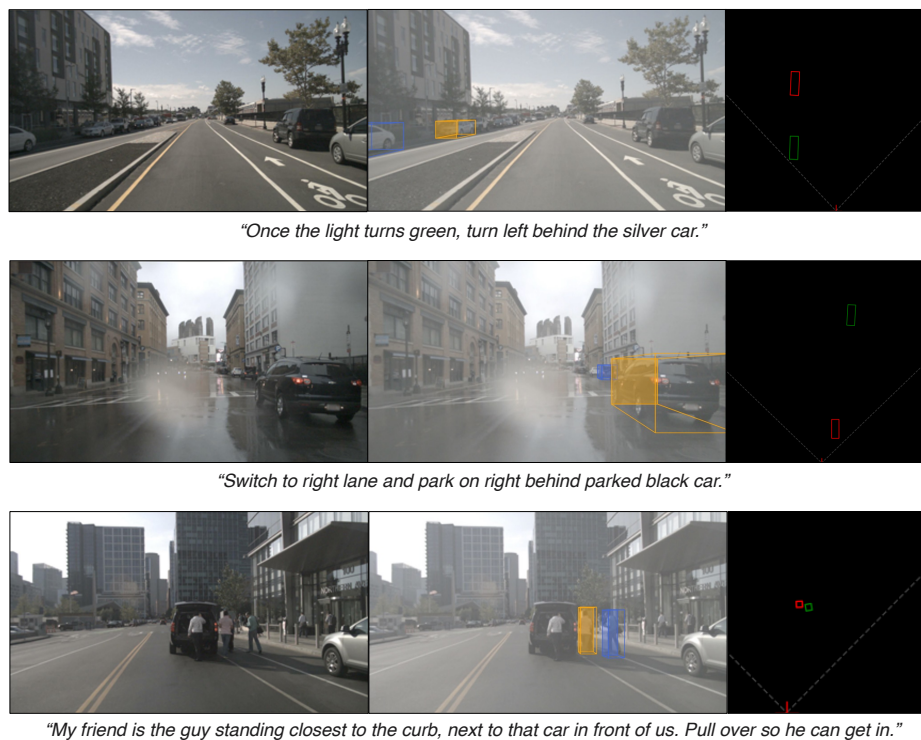 “Once the light turns green, turn left behind the silver car.”
“Switch to right lane and park on right behind parked black car.”
“My friend is the guy standing closest to the curb, next to that car in front of us. Pull over so he can get in.”